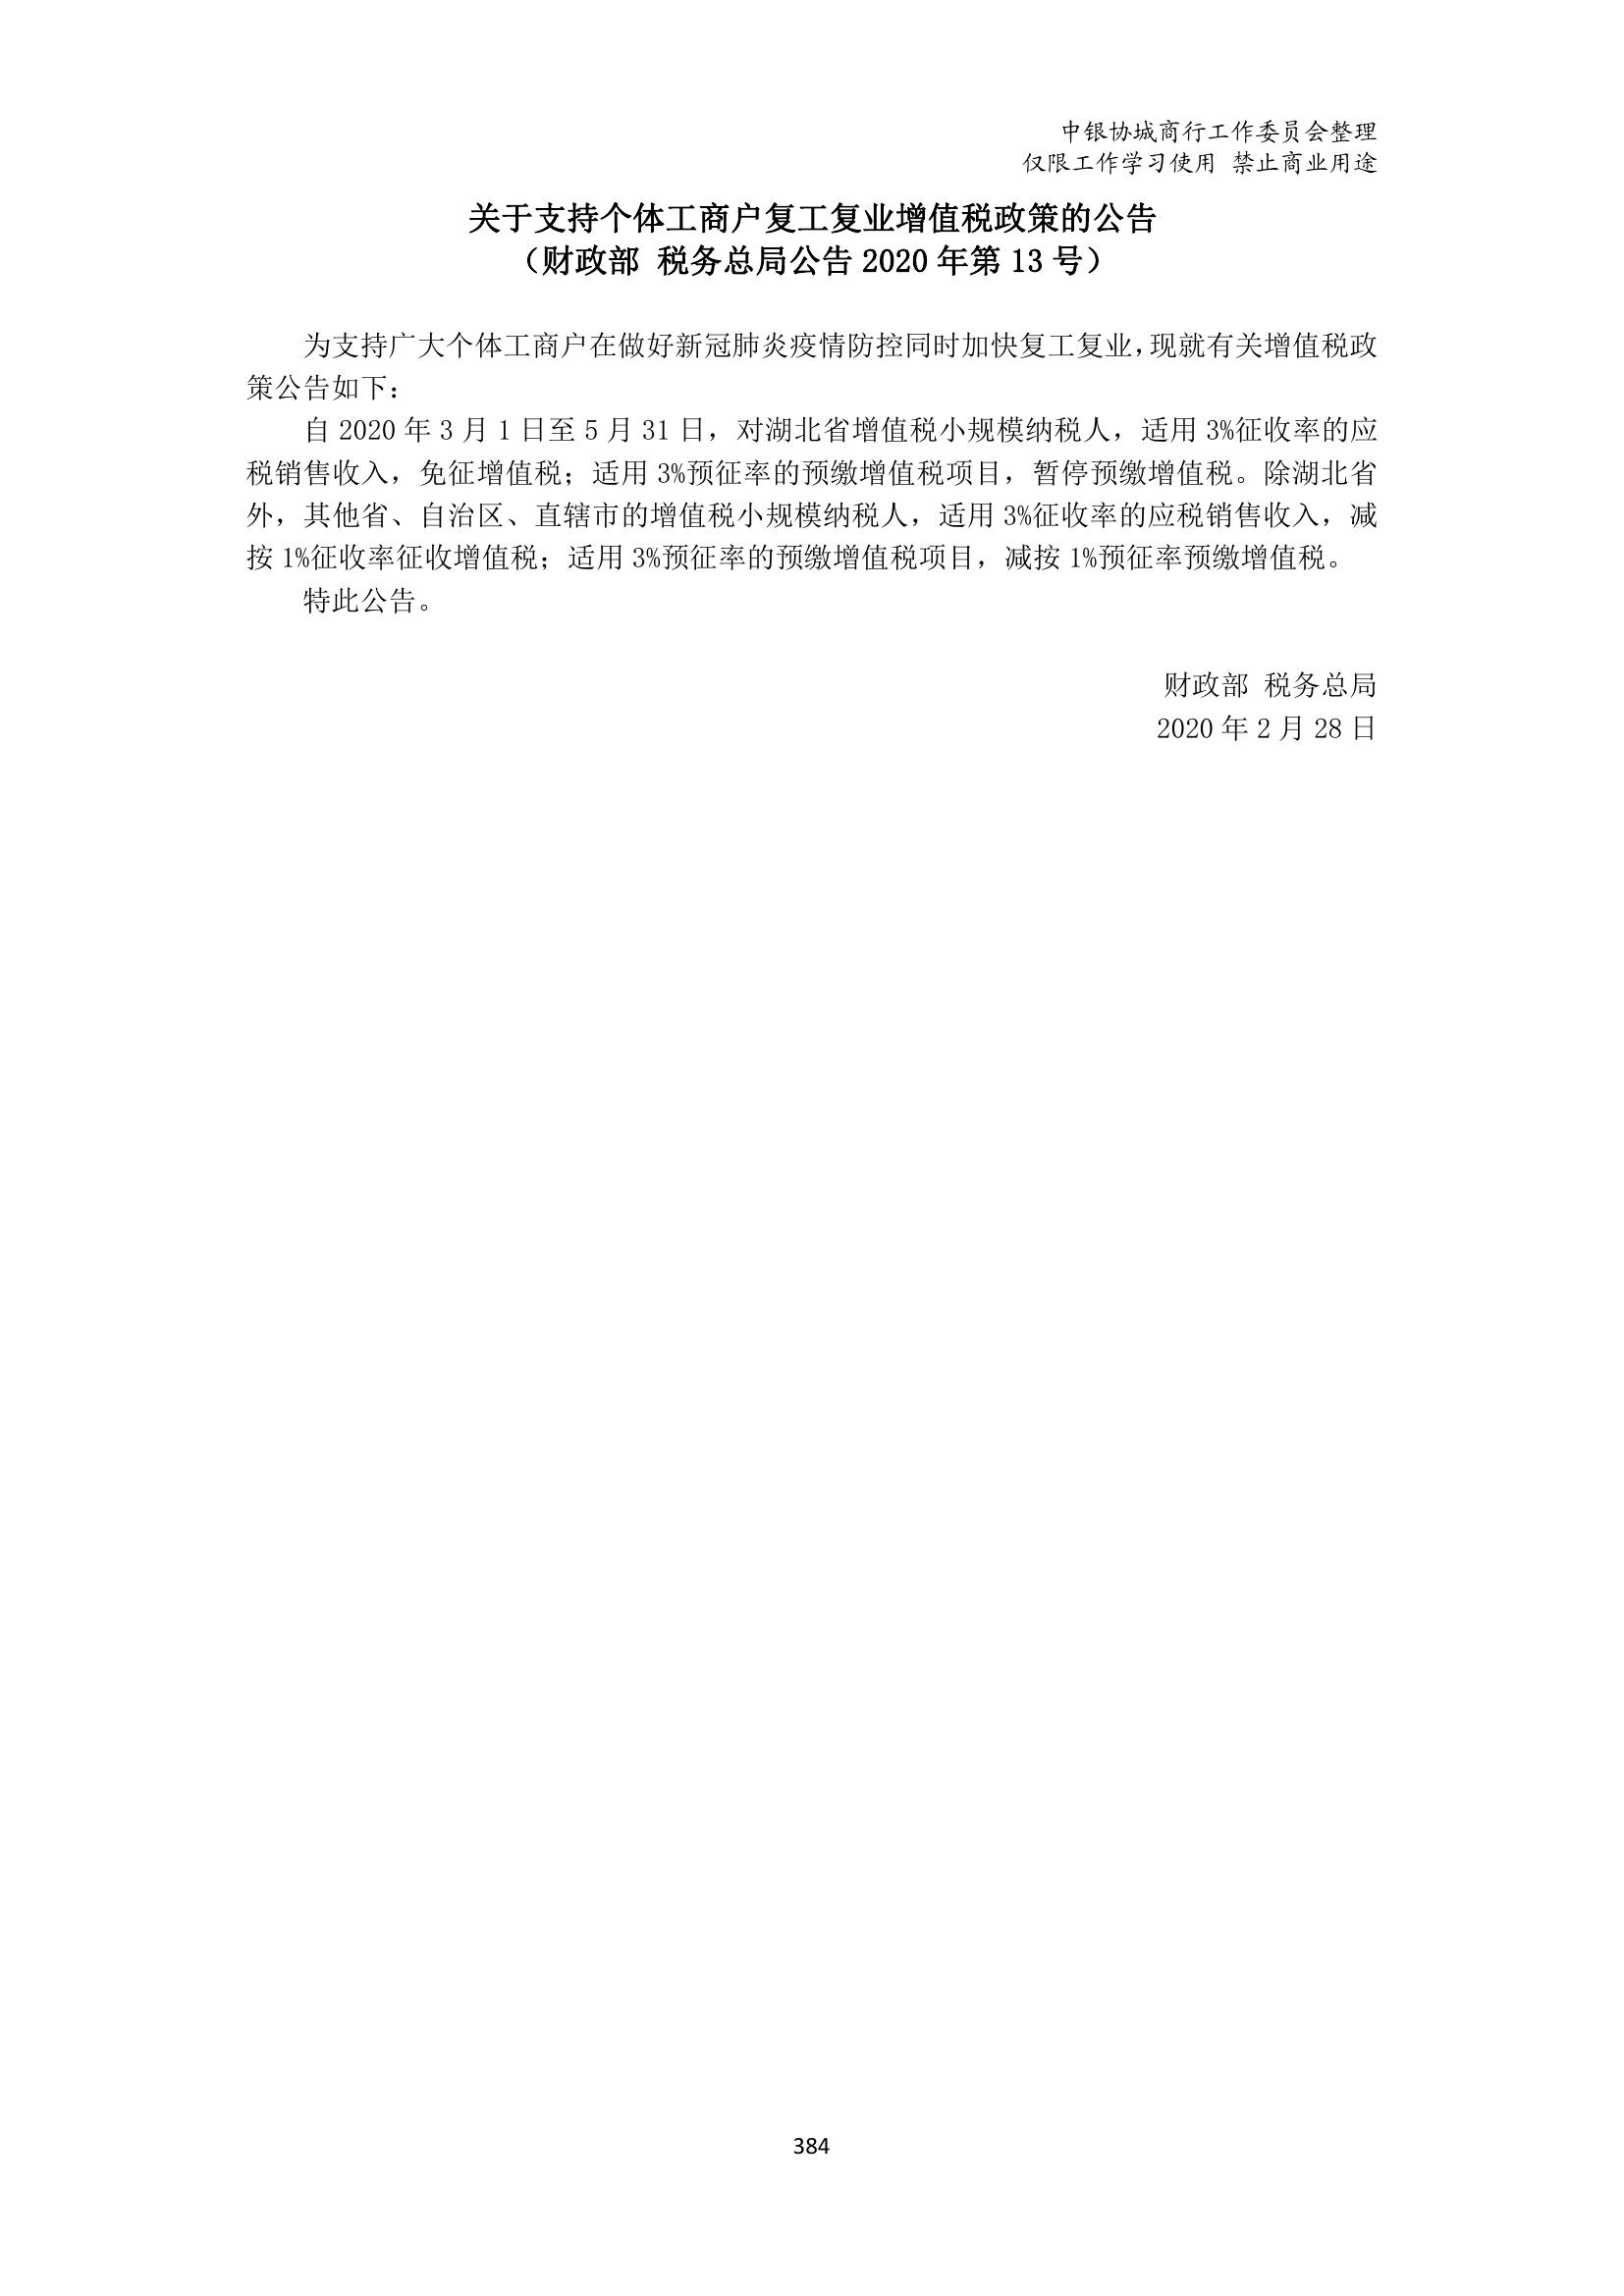 中银协城商行工作委员会整理
仅限工作学习使用 禁止商业用途
关于支持个体工商户复工复业增值税政策的公告
（财政部 税务总局公告 2020 年第 13 号）
为支持广大个体工商户在做好新冠肺炎疫情防控同时加快复工复业，现就有关增值税政
策公告如下：
自 2020 年 3 月 1 日至 5 月 31 日，对湖北省增值税小规模纳税人，适用 3%征收率的应
税销售收入，免征增值税；适用 3%预征率的预缴增值税项目，暂停预缴增值税。除湖北省
外，其他省、自治区、直辖市的增值税小规模纳税人，适用 3%征收率的应税销售收入，减
按 1%征收率征收增值税；适用 3%预征率的预缴增值税项目，减按 1%预征率预缴增值税。
特此公告。
财政部 税务总局
2020 年 2 月 28 日
384